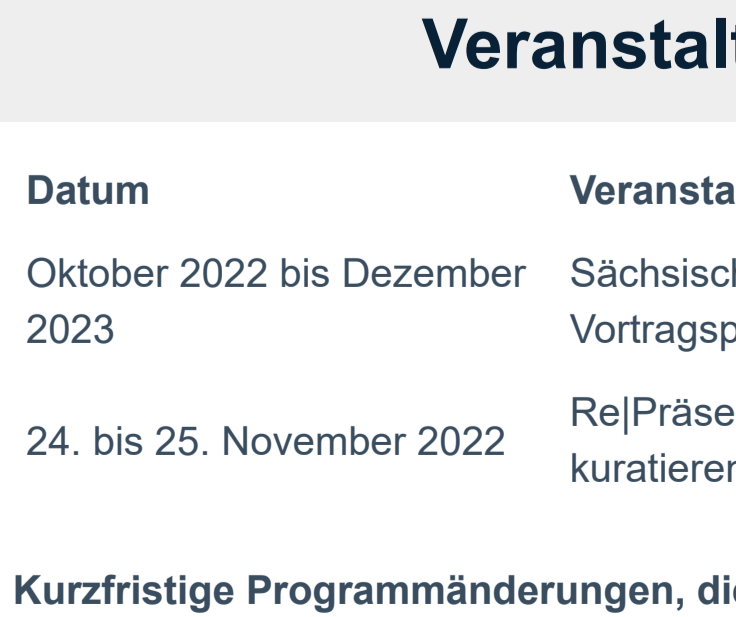 Veranstalt
Datum
Veransta
Oktober 2022 bis Dezember
2023
Sächsisch
Vortragsp
24. bis 25. November 2022
Re|Präse
kuratieren
Kurzfristige Programmänderungen, die